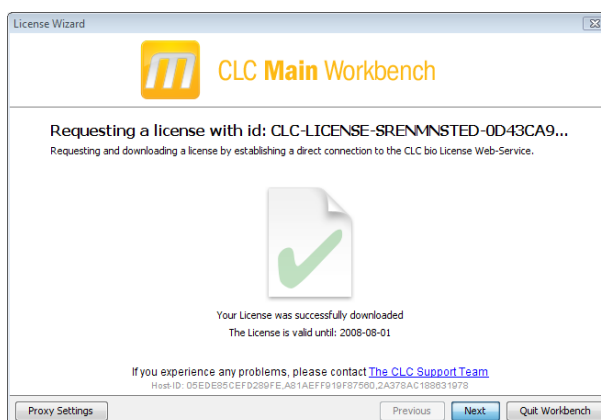 License Wizard
CLC Main Workbench
Requesting a license with id: CLC-LICENSE-SRENMNSTED-0D43CA9...
Requesting and downloading a license by establishing a direct connection to the CLC bio License Web-Service.
Your License was successfully downloaded
The License is valid until: 2008-08-01
If you experience any problems, please contact The CLC Support Team
Host-ID: D5EDE85CEFD289FE,A81AEFF919F87560,2A378AC188631978
Proxy Settings
Previous
Next
Quit Workbench